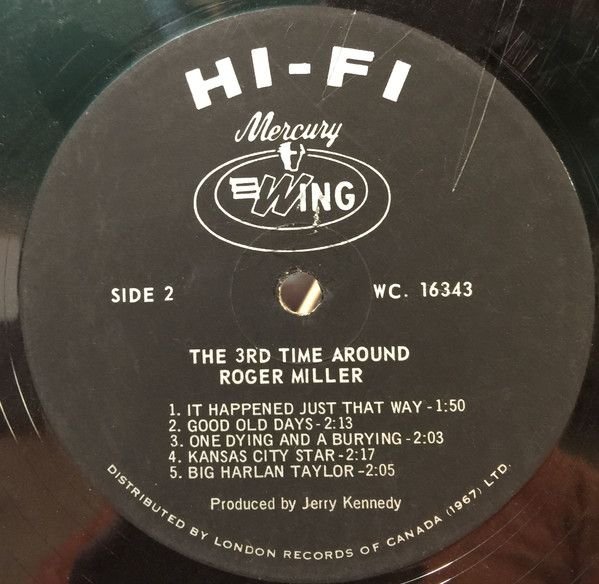 HI-FI
Mercury
WING
SIDE 2
WC. 16343
THE 3RD TIME AROUND
ROGER MILLER
1. IT HAPPENED JUST THAT WAY - 1:50
2. GOOD OLD DAYS - 2:13
3. ONE DYING AND A BURYING - 2:03
4. KANSAS CITY STAR - 2:17
5. BIG HARLAN TAYLOR - 2:05
Produced by Jerry Kennedy
DISTRIBUTED BY LONDON RECORDS OF CANADA (1967) LTD.